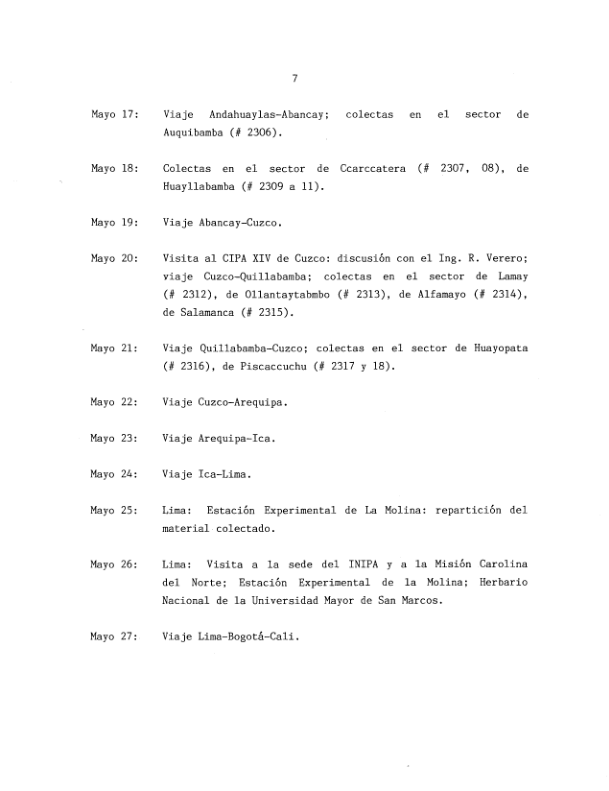 7
Mayo 17: Viaje Andahuaylas-Abancay; colectas en el sector de
Auquibamba (# 2306).
Mayo 18: Colectas en el sector de Ccarccatera (# 2307, 08), de
Huayllabamba (# 2309 a 11).
Mayo 19: Viaje Abancay-Cuzco.
Mayo 20: Visita al CIPA XIV de Cuzco: discusión con el Ing. R. Verero;
viaje Cuzco-Quillabamba; colectas en el sector de Lamay
(# 2312), de Ollantaytabmbo (# 2313), de Alfamayo (# 2314),
de Salamanca (# 2315).
Mayo 21: Viaje Quillabamba-Cuzco; colectas en el sector de Huayopata
(# 2316), de Piscaccuchu (# 2317 y 18).
Mayo 22: Viaje Cuzco-Arequipa.
Mayo 23: Viaje Arequipa-Ica.
Mayo 24: Viaje Ica-Lima.
Mayo 25: Lima: Estación Experimental de La Molina: repartición del
material colectado.
Mayo 26: Lima: Visita a la sede del INIPA y a la Misión Carolina
del Norte; Estación Experimental de la Molina; Herbario
Nacional de la Universidad Mayor de San Marcos.
Mayo 27: Viaje Lima-Bogotá-Cali.